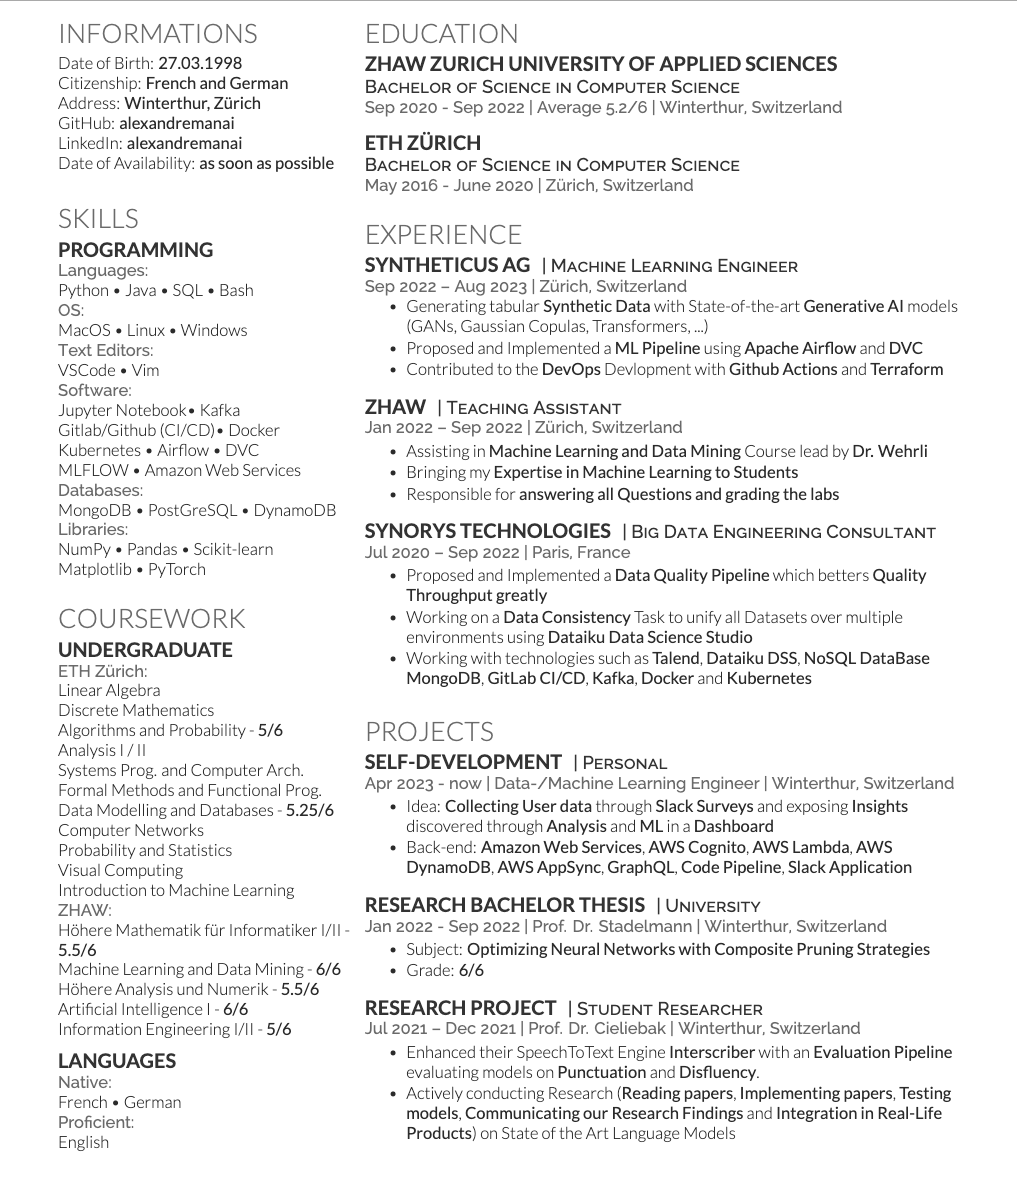 INFORMATIONS
Date of Birth: 27.03.1998
Citizenship: French and German
Address: Winterthur, Zürich
GitHub: alexandremanai
LinkedIn: alexandremanai
Date of Availability: as soon as possible
SKILLS
PROGRAMMING
Languages:
Python • Java • SQL • Bash
OS:
MacOS • Linux • Windows
Text Editors:
VSCode • Vim
Software:
Jupyter Notebook• Kafka
Gitlab/Github (CI/CD)• Docker
Kubernetes • Airflow • DVC
MLFLOW • Amazon Web Services
Databases:
MongoDB • PostGreSQL • DynamoDB
Libraries:
NumPy • Pandas • Scikit-learn
Matplotlib • PyTorch
COURSEWORK
UNDERGRADUATE
ETH Zürich:
Linear Algebra
Discrete Mathematics
Algorithms and Probability - 5/6
Analysis I / II
Systems Prog. and Computer Arch.
Formal Methods and Functional Prog.
Data Modelling and Databases - 5.25/6
Computer Networks
Probability and Statistics
Visual Computing
Introduction to Machine Learning
ZHAW:
Höhere Mathematik für Informatiker I/II -
5.5/6
Machine Learning and Data Mining - 6/6
Höhere Analysis und Numerik - 5.5/6
Artificial Intelligence I - 6/6
Information Engineering I/II - 5/6
LANGUAGES
Native:
French • German
Proficient:
English
EDUCATION
ZHAW ZURICH UNIVERSITY OF APPLIED SCIENCES
Bachelor of Science in Computer Science
Sep 2020 - Sep 2022 | Average 5.2/6 | Winterthur, Switzerland
ETH ZÜRICH
Bachelor of Science in Computer Science
May 2016 - June 2020 | Zürich, Switzerland
EXPERIENCE
SYNTHETICUS AG | Machine Learning Engineer
Sep 2022 – Aug 2023 | Zürich, Switzerland
• Generating tabular Synthetic Data with State-of-the-art Generative AI models
(GANs, Gaussian Copulas, Transformers, ...)
• Proposed and Implemented a ML Pipeline using Apache Airflow and DVC
• Contributed to the DevOps Devlopment with Github Actions and Terraform
ZHAW | Teaching Assistant
Jan 2022 – Sep 2022 | Zürich, Switzerland
• Assisting in Machine Learning and Data Mining Course lead by Dr. Wehrli
• Bringing my Expertise in Machine Learning to Students
• Responsible for answering all Questions and grading the labs
SYNORYS TECHNOLOGIES | Big Data Engineering Consultant
Jul 2020 – Sep 2022 | Paris, France
• Proposed and Implemented a Data Quality Pipeline which betters Quality
Throughput greatly
• Working on a Data Consistency Task to unify all Datasets over multiple
environments using Dataiku Data Science Studio
• Working with technologies such as Talend, Dataiku DSS, NoSQL DataBase
MongoDB, GitLab CI/CD, Kafka, Docker and Kubernetes
PROJECTS
SELF-DEVELOPMENT | Personal
Apr 2023 - now | Data-/Machine Learning Engineer | Winterthur, Switzerland
• Idea: Collecting User data through Slack Surveys and exposing Insights
discovered through Analysis and ML in a Dashboard
• Back-end: Amazon Web Services, AWS Cognito, AWS Lambda, AWS
DynamoDB, AWS AppSync, GraphQL, Code Pipeline, Slack Application
RESEARCH BACHELOR THESIS | University
Jan 2022 - Sep 2022 | Prof. Dr. Stadelmann | Winterthur, Switzerland
• Subject: Optimizing Neural Networks with Composite Pruning Strategies
• Grade: 6/6
RESEARCH PROJECT | Student Researcher
Jul 2021 – Dec 2021 | Prof. Dr. Cieliebak | Winterthur, Switzerland
• Enhanced their SpeechToText Engine Interscriber with an Evaluation Pipeline
evaluating models on Punctuation and Disfluency.
• Actively conducting Research (Reading papers, Implementing papers, Testing
models, Communicating our Research Findings and Integration in Real-Life
Products) on State of the Art Language Models